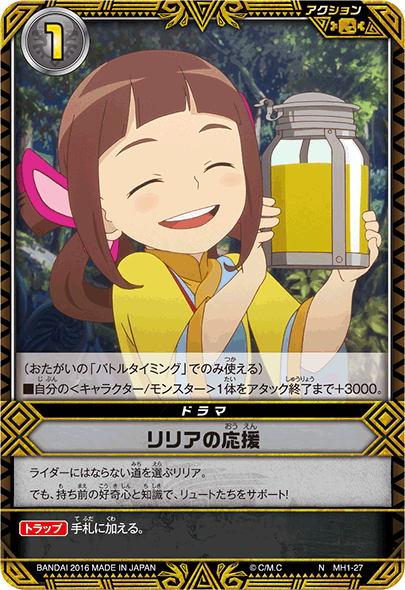 1
アクション
(おたがいの「バトルタイミング」でのみ使える)
■自分の<キャラクター/モンスター>1体をアタック終了まで+3000。
ドラマ
リリアの応援
ライダーにはならない道を選ぶリリア。
でも、持ち前の好奇心と知識で、リュートたちをサポート!
トラップ 手札に加える。
BANDAI 2016 MADE IN JAPAN © C/M.C N MH1-27